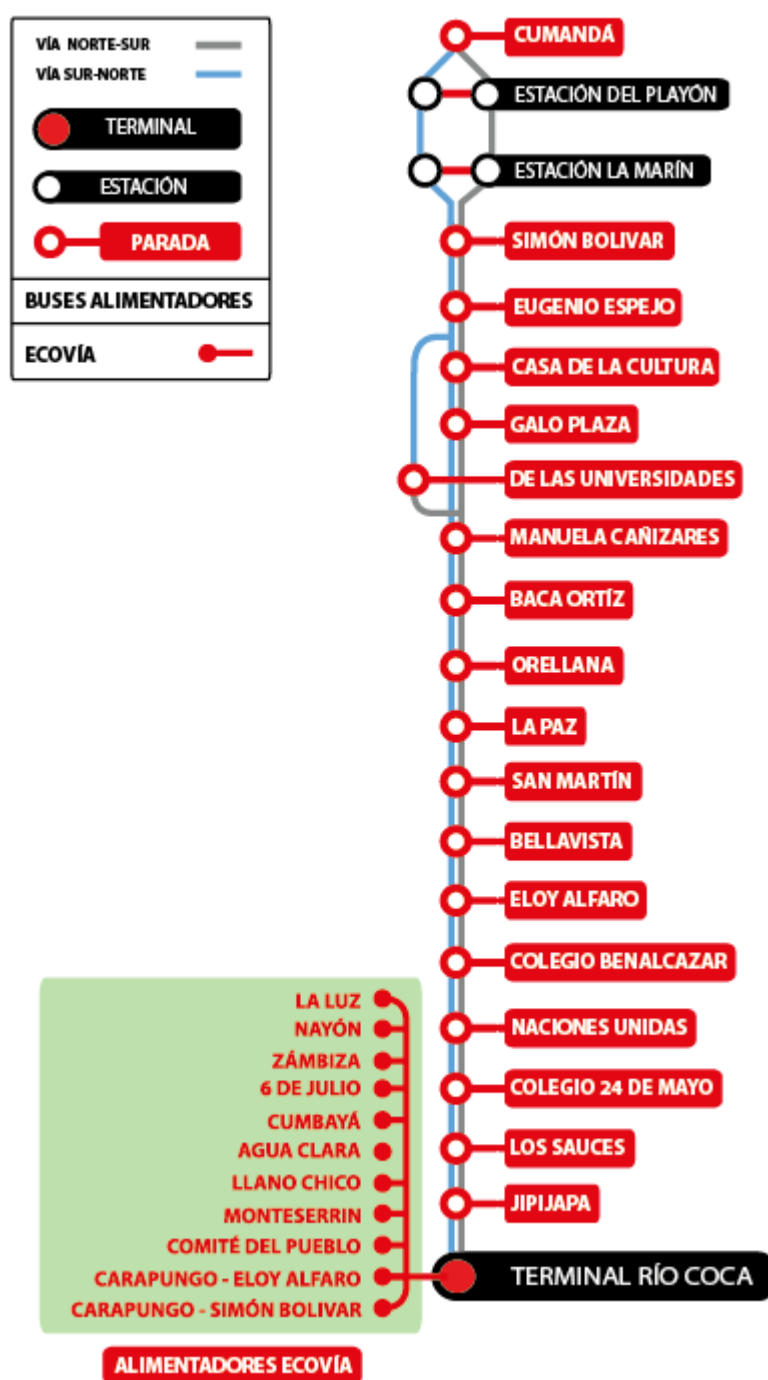 VÍA NORTE-SUR
VÍA SUR-NORTE
TERMINAL
ESTACIÓN
PARADA
BUSES ALIMENTADORES
ECOVÍA
CUMANDÁ
ESTACIÓN DEL PLAYÓN
ESTACIÓN LA MARÍN
SIMÓN BOLIVAR
EUGENIO ESPEJO
CASA DE LA CULTURA
GALO PLAZA
DE LAS UNIVERSIDADES
MANUELA CAÑIZARES
BACA ORTÍZ
ORELLANA
LA PAZ
SAN MARTÍN
BELLAVISTA
ELOY ALFARO
COLEGIO BENALCAZAR
NACIONES UNIDAS
COLEGIO 24 DE MAYO
LOS SAUCES
JIPIJAPA
TERMINAL RÍO COCA
LA LUZ
NAYÓN
ZÁMBIZA
6 DE JULIO
CUMBAYÁ
AGUA CLARA
LLANO CHICO
MONTESERRIN
COMITÉ DEL PUEBLO
CARAPUNGO - ELOY ALFARO
CARAPUNGO - SIMÓN BOLIVAR
ALIMENTADORES ECOVÍA